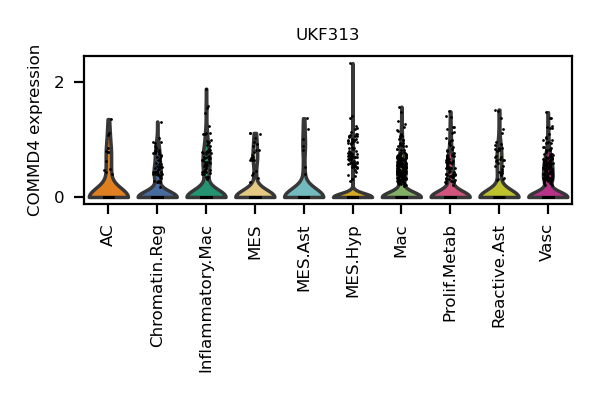 UKF313
COMMD4 expression
2
0
AC
Chromatin.Reg
Inflammatory.Mac
MES
MES.Ast
MES.Hyp
Mac
Prolif.Metab
Reactive.Ast
Vasc